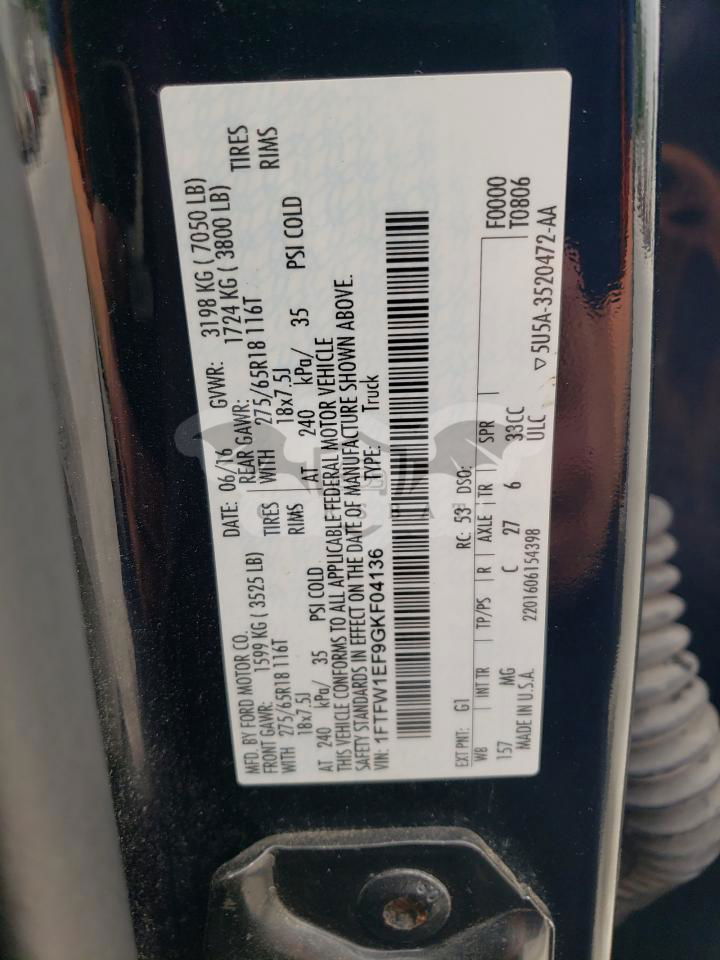 MFD. BY FORD MOTOR CO. DATE: 06/16 GVWR: 3198 KG ( 7050 LB)
FRONT GAWR: 1599 KG ( 3525 LB) REAR GAWR: 1724 KG ( 3800 LB)
WITH 275/65R18 116T TIRES WITH 275/65R18 116T TIRES
18x7.5J RIMS 18x7.5J RIMS
AT 240 kPa/ 35 PSI COLD AT 240 kPa/ 35 PSI COLD
THIS VEHICLE CONFORMS TO ALL APPLICABLE FEDERAL MOTOR VEHICLE
SAFETY STANDARDS IN EFFECT ON THE DATE OF MANUFACTURE SHOWN ABOVE.
VIN: 1FTFW1EF9GKF04136 TYPE: Truck
EXT PNT: G1 RC: 53 DSO: F0000
WB INT TR TP/PS R AXLE TR SPR T0806
157 MG C 27 6 33CC
MADE IN U.S.A. 2201606154398 ULC ▽5U5A-3520472-AA